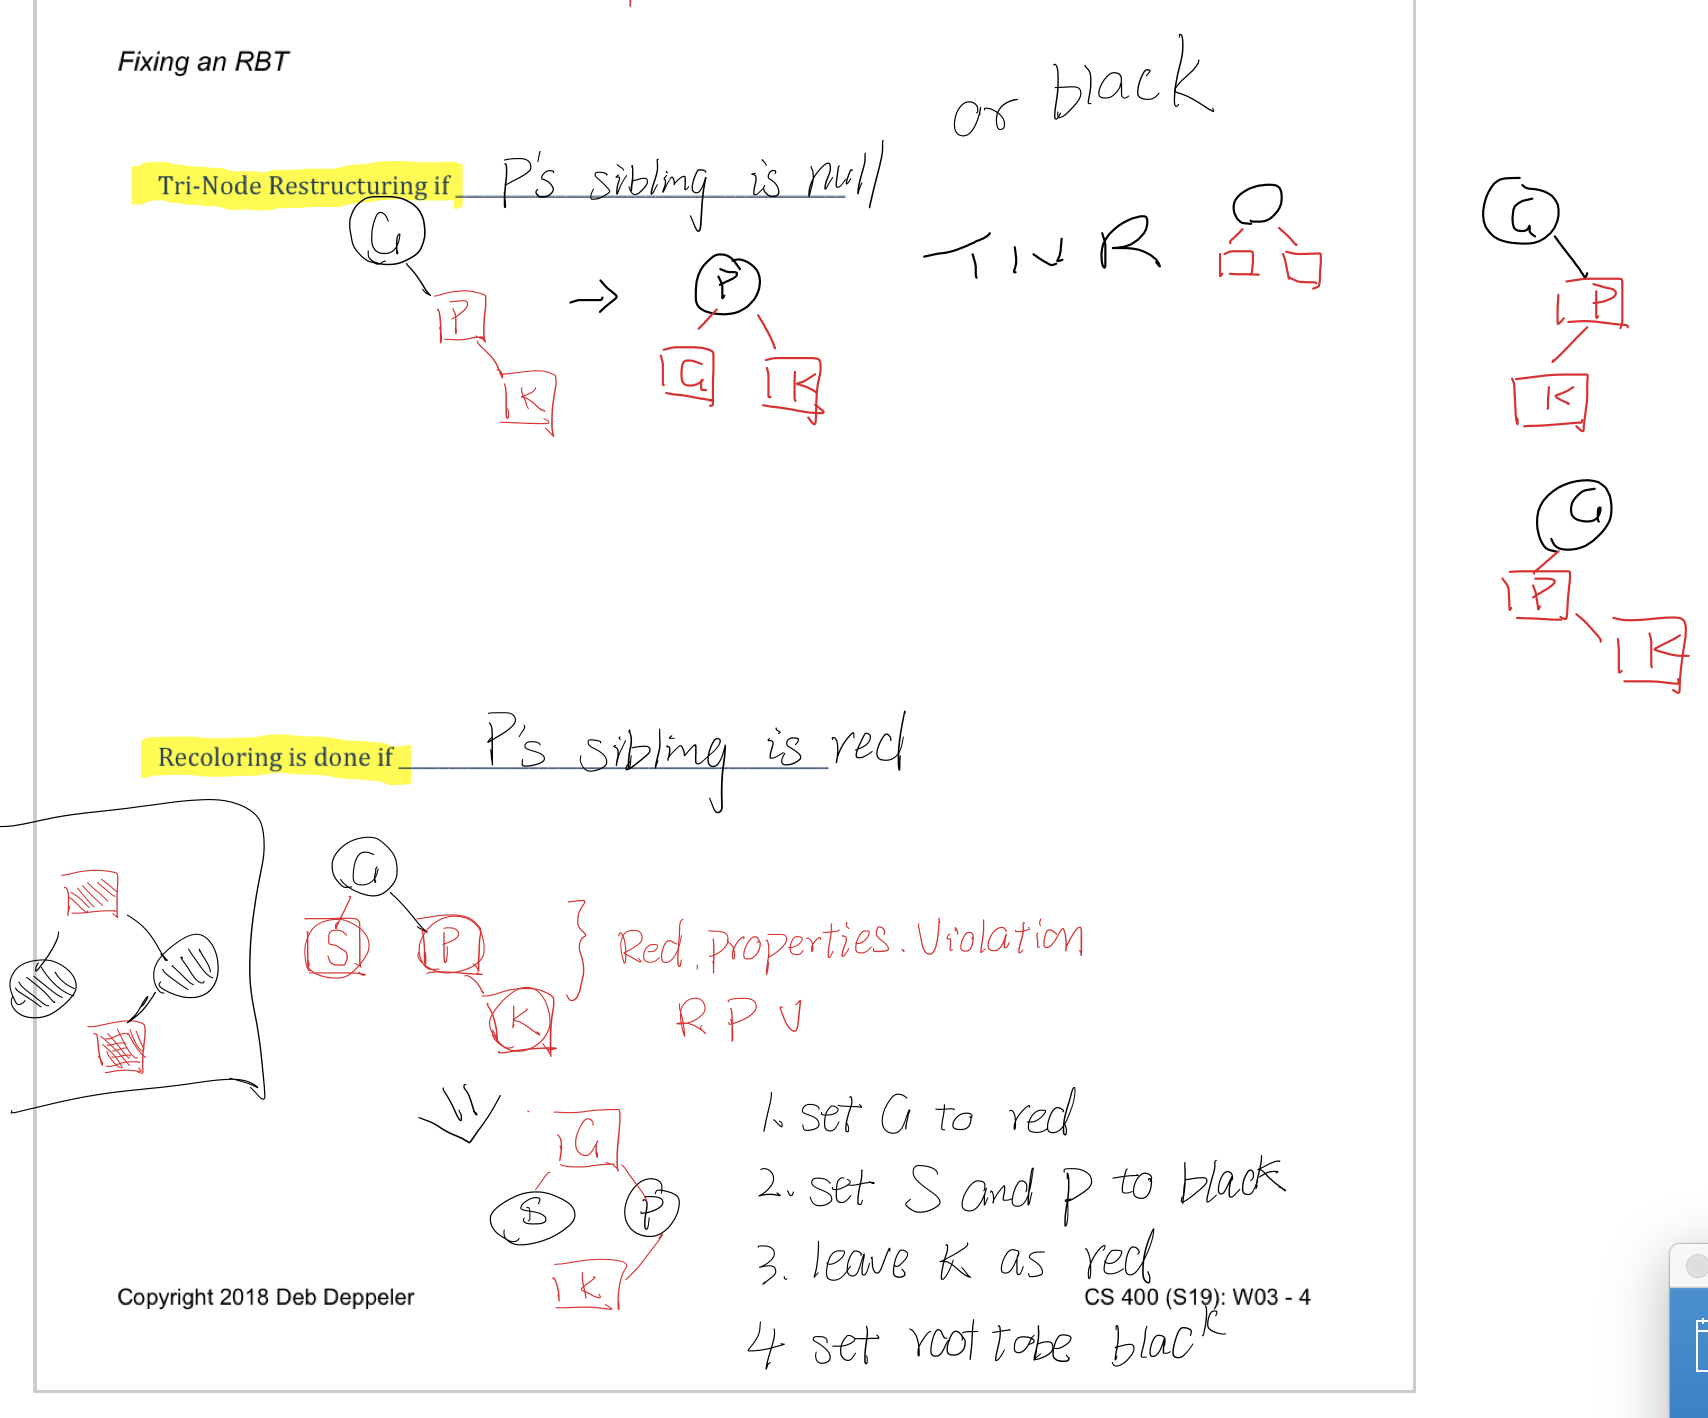 Fixing an RBT
or black
Tri-Node Restructuring if P's sibling is null
G
P
K
P
G
K
TNR
G
P
K
G
P
K
Recoloring is done if P's sibling is red
G
S
P
K
Red. properties. Violation
R P V
G
S
P
K
1. set G to red
2. set S and P to black
3. leave K as red
4 set root to be black
Copyright 2018 Deb Deppeler
CS 400 (S19): W03 - 4